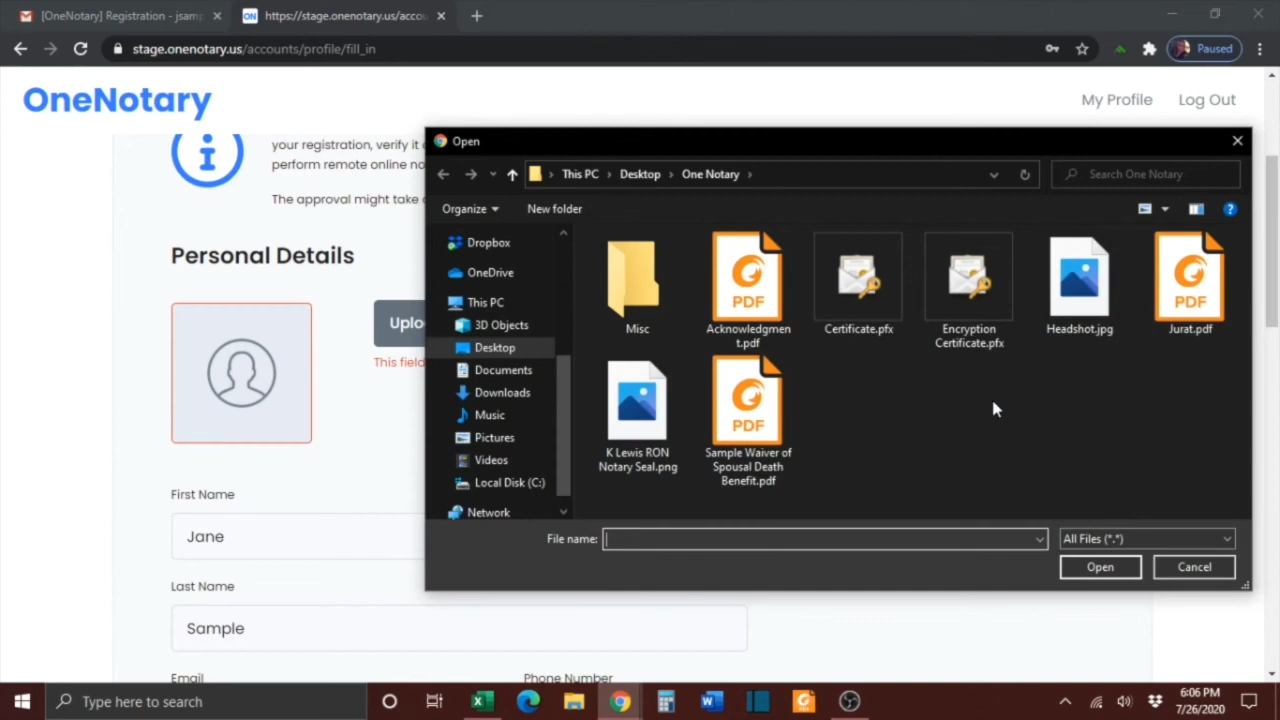 [OneNotary] Registration - jsamp
ON https://stage.onenotary.us/accou
stage.onenotary.us/accounts/profile/fill_in
Paused
OneNotary
My Profile
Log Out
your registration, verify it
perform remote online no
The approval might take
Personal Details
Uplo
This field
First Name
Jane
Last Name
Sample
Email
Phone Number
Open
This PC
Desktop
One Notary
Search One Notary
Organize
New folder
Dropbox
OneDrive
This PC
3D Objects
Desktop
Documents
Downloads
Music
Pictures
Videos
Local Disk (C:)
Network
Misc
PDF
Acknowledgmen
t.pdf
Certificate.pfx
Encryption
Certificate.pfx
Headshot.jpg
PDF
Jurat.pdf
K Lewis RON
Notary Seal.png
PDF
Sample Waiver of
Spousal Death
Benefit.pdf
File name:
All Files (*.*)
Open
Cancel
Type here to search
6:06 PM
7/26/2020